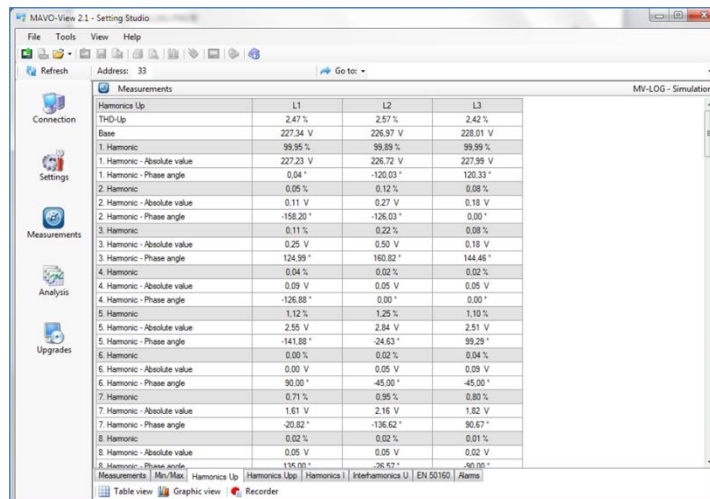 MAVO-View 2.1 - Setting Studio
File Tools View Help
Refresh Address: 33 Go to:
Measurements MV-LOG - Simulation
Connection
Settings
Measurements
Analysis
Upgrades
Harmonics Up L1 L2 L3
THD-Up 2,47 % 2,57 % 2,42 %
Base 227,34 V 226,97 V 228,01 V
1. Harmonic 99,95 % 99,89 % 99,99 %
1. Harmonic - Absolute value 227,23 V 226,72 V 227,99 V
1. Harmonic - Phase angle 0,04 ° -120,03 ° 120,33 °
2. Harmonic 0,05 % 0,12 % 0,08 %
2. Harmonic - Absolute value 0,11 V 0,27 V 0,18 V
2. Harmonic - Phase angle -158,20 ° -126,03 ° 0,00 °
3. Harmonic 0,11 % 0,22 % 0,08 %
3. Harmonic - Absolute value 0,25 V 0,50 V 0,18 V
3. Harmonic - Phase angle 124,99 ° 160,82 ° 144,46 °
4. Harmonic 0,04 % 0,02 % 0,02 %
4. Harmonic - Absolute value 0,09 V 0,05 V 0,05 V
4. Harmonic - Phase angle -126,88 ° 0,00 ° 0,00 °
5. Harmonic 1,12 % 1,25 % 1,10 %
5. Harmonic - Absolute value 2,55 V 2,84 V 2,51 V
5. Harmonic - Phase angle -141,88 ° -24,63 ° 99,29 °
6. Harmonic 0,00 % 0,02 % 0,04 %
6. Harmonic - Absolute value 0,00 V 0,05 V 0,09 V
6. Harmonic - Phase angle 90,00 ° -45,00 ° -45,00 °
7. Harmonic 0,71 % 0,95 % 0,80 %
7. Harmonic - Absolute value 1,61 V 2,16 V 1,82 V
7. Harmonic - Phase angle -20,82 ° -136,62 ° 90,67 °
8. Harmonic 0,02 % 0,02 % 0,01 %
8. Harmonic - Absolute value 0,05 V 0,05 V 0,02 V
8. Harmonic - Phase angle 135,00 ° -26,57 ° -90,00 °
Measurements Min/Max Harmonics Up Harmonics Upp Harmonics I Interhamonics U EN 50160 Alarms
Table view Graphic view Recorder